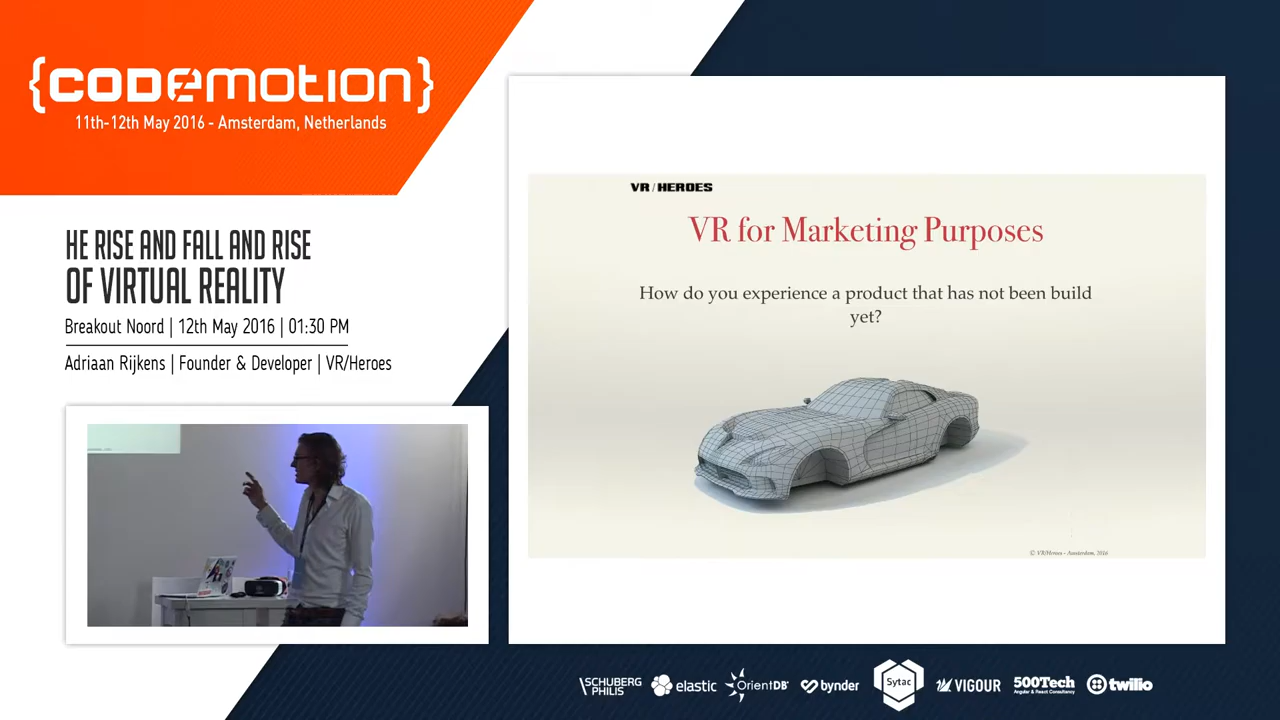 {CODEMOTION}
11th-12th May 2016 - Amsterdam, Netherlands
HE RISE AND FALL AND RISE
OF VIRTUAL REALITY
Breakout Noord | 12th May 2016 | 01:30 PM
Adriaan Rijkens | Founder & Developer | VR/Heroes
VR/HEROES
VR for Marketing Purposes
How do you experience a product that has not been build
yet?
© VR/Heroes - Amsterdam, 2016
SCHUBERG
PHILIS
elastic
OrientDB
bynder
Sytac
VIGOUR
500Tech
Angular & React Consultancy
twilio